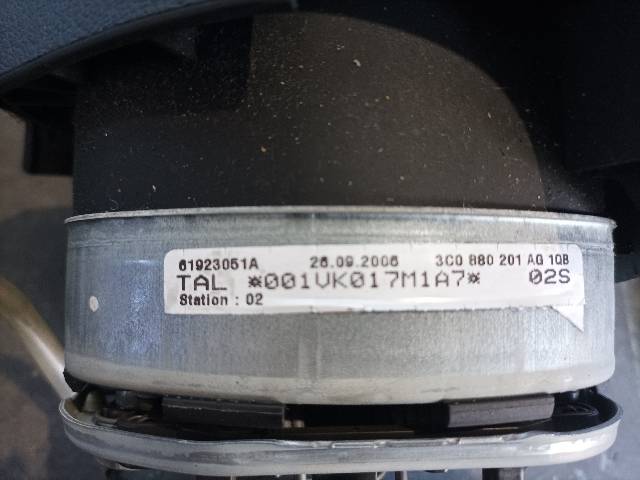 61923051A 26.09.2006 3C0 880 201 AG 1QB
TAL *001VK017M1A7* 02S
Station : 02